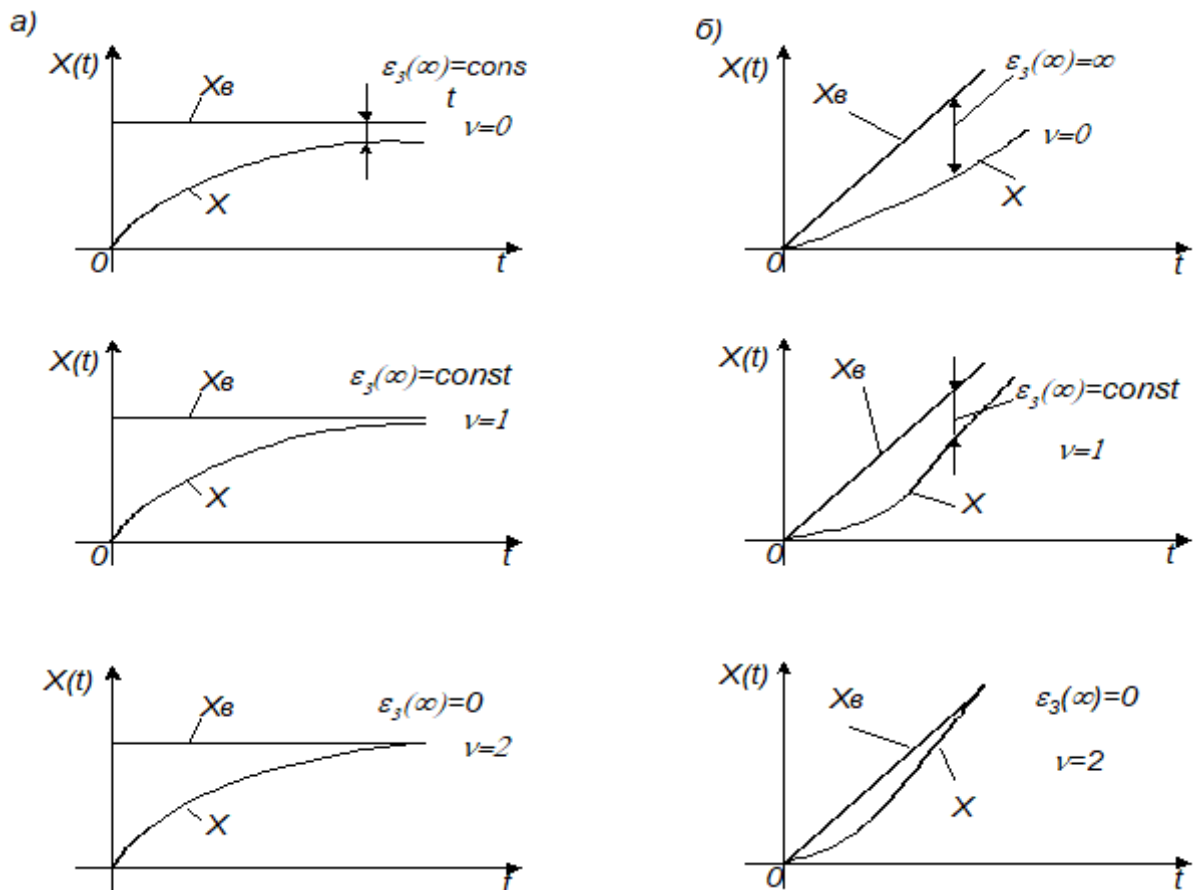 а)
X(t)
Xв
ε₃(∞)=cons
t
ν=0
X
0
t
б)
X(t)
Xв
ε₃(∞)=∞
ν=0
X
0
t
X(t)
Xв
ε₃(∞)=const
ν=1
X
0
t
X(t)
Xв
ε₃(∞)=const
ν=1
X
0
t
X(t)
Xв
ε₃(∞)=0
ν=2
X
0
t
X(t)
Xв
ε₃(∞)=0
ν=2
X
0
t